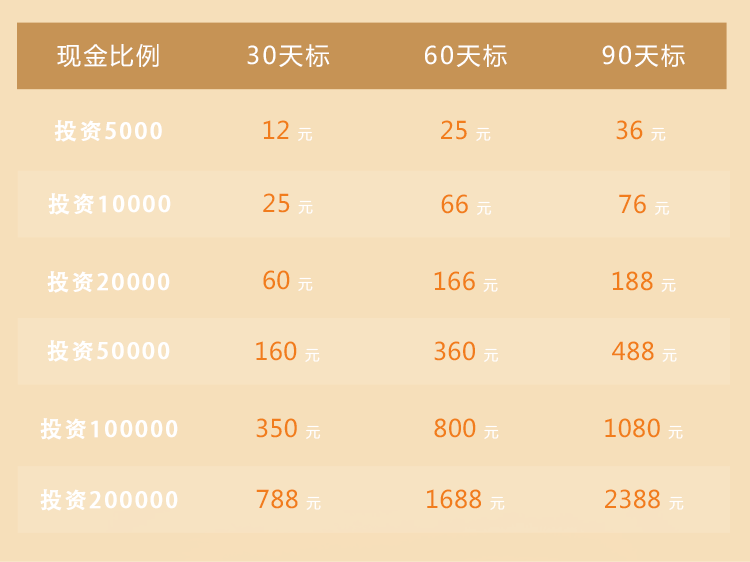 现金比例 30天标 60天标 90天标
投资5000 12 元 25 元 36 元
投资10000 25 元 66 元 76 元
投资20000 60 元 166 元 188 元
投资50000 160 元 360 元 488 元
投资100000 350 元 800 元 1080 元
投资200000 788 元 1688 元 2388 元